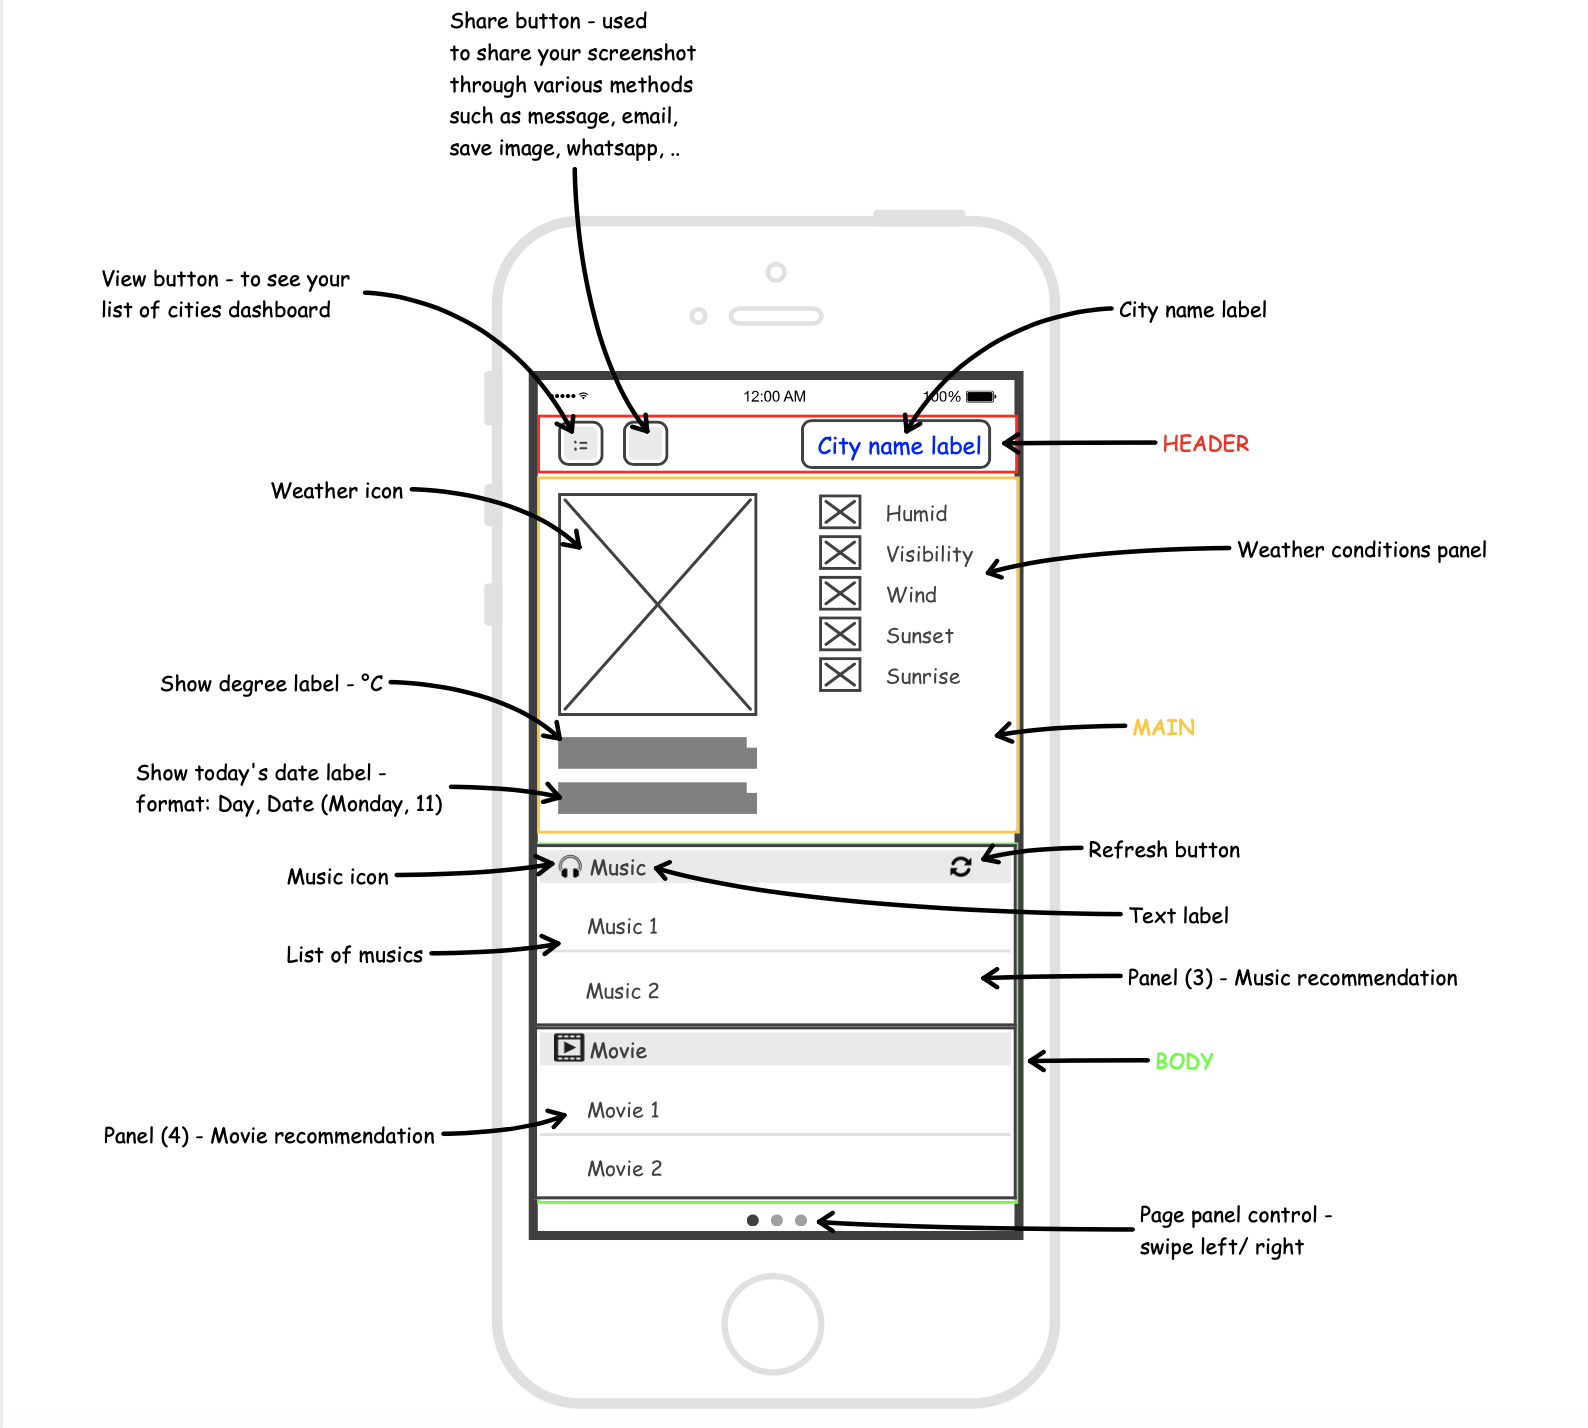 Share button - used
to share your screenshot
through various methods
such as message, email,
save image, whatsapp, ..
View button - to see your
list of cities dashboard
City name label
12:00 AM
100%
City name label
HEADER
Weather icon
Humid
Visibility
Wind
Sunset
Sunrise
Weather conditions panel
Show degree label - °C
MAIN
Show today's date label -
format: Day, Date (Monday, 11)
Refresh button
Music icon
Music
Text label
Music 1
List of musics
Music 2
Panel (3) - Music recommendation
Movie
BODY
Movie 1
Panel (4) - Movie recommendation
Movie 2
Page panel control -
swipe left/ right